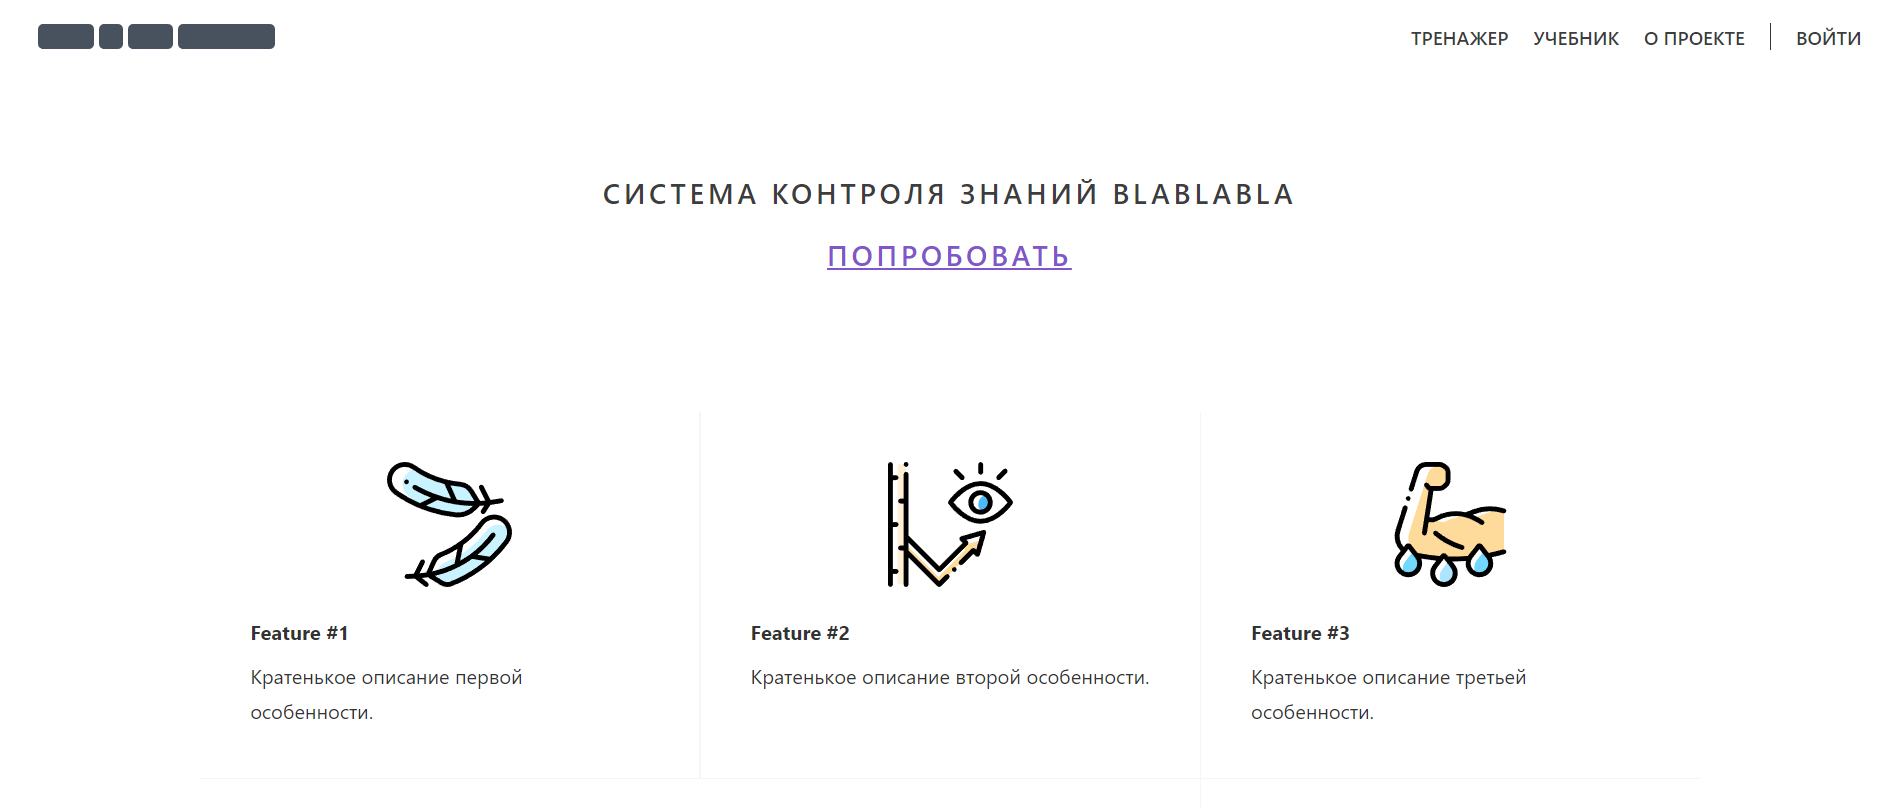 ТРЕНАЖЕР УЧЕБНИК О ПРОЕКТЕ ВОЙТИ
СИСТЕМА КОНТРОЛЯ ЗНАНИЙ BLABLABLA
ПОПРОБОВАТЬ
Feature #1
Кратенькое описание первой
особенности.
Feature #2
Кратенькое описание второй особенности.
Feature #3
Кратенькое описание третьей
особенности.